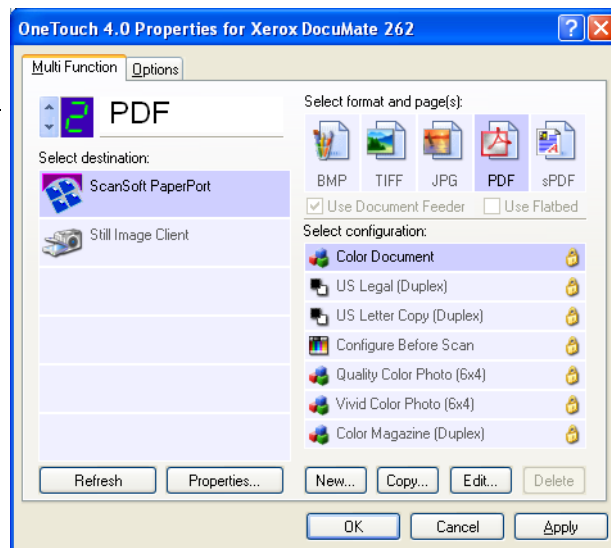 OneTouch 4.0 Properties for Xerox DocuMate 262
Multi Function
Options
2
PDF
Select destination:
ScanSoft PaperPort
Still Image Client
Refresh
Properties...
Select format and page(s):
BMP TIFF JPG PDF sPDF
Use Document Feeder
Use Flatbed
Select configuration:
Color Document
US Legal (Duplex)
US Letter Copy (Duplex)
Configure Before Scan
Quality Color Photo (6x4)
Vivid Color Photo (6x4)
Color Magazine (Duplex)
New...
Copy...
Edit...
Delete
OK
Cancel
Apply